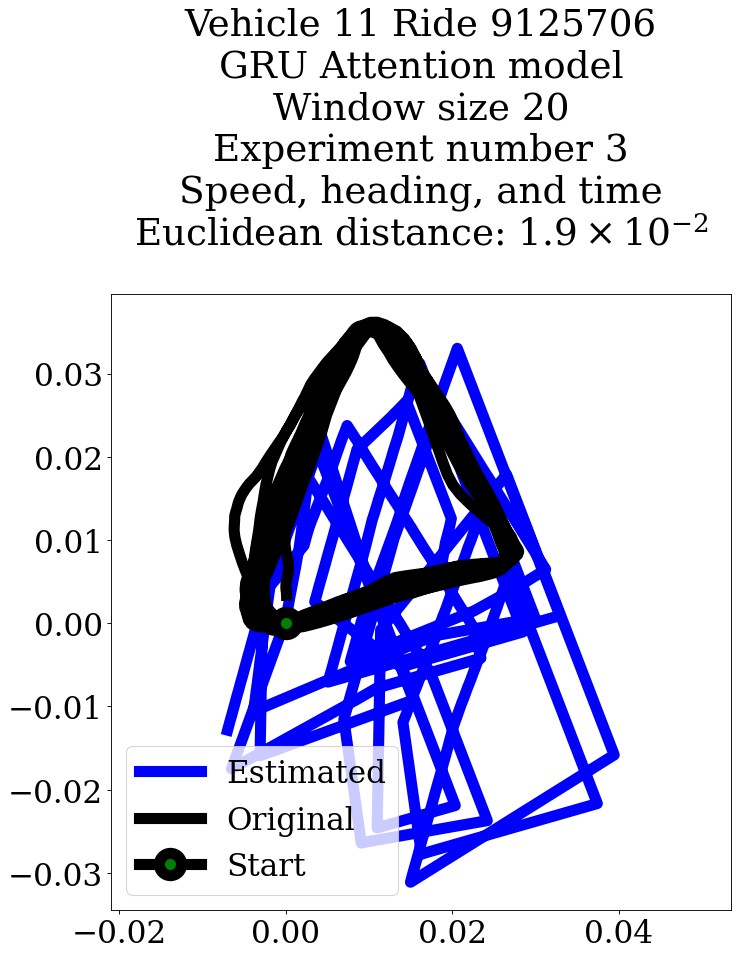 Vehicle 11 Ride 9125706
GRU Attention model
Window size 20
Experiment number 3
Speed, heading, and time
Euclidean distance: 1.9 × 10⁻²
0.03
0.02
0.01
0.00
−0.01
−0.02
−0.03
Estimated
Original
Start
−0.02 0.00 0.02 0.04